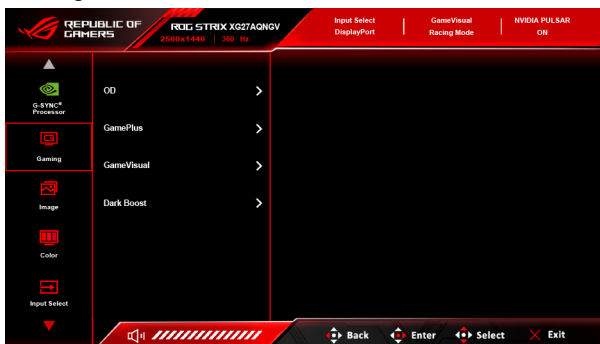 REPUBLIC OF
GAMERS
ROG STRIX XG27AQNGV
2560x1440 | 360 Hz
Input Select
DisplayPort
GameVisual
Racing Mode
NVIDIA PULSAR
ON
G-SYNC®
Processor
Gaming
Image
Color
Input Select
OD
GamePlus
GameVisual
Dark Boost
Back
Enter
Select
Exit